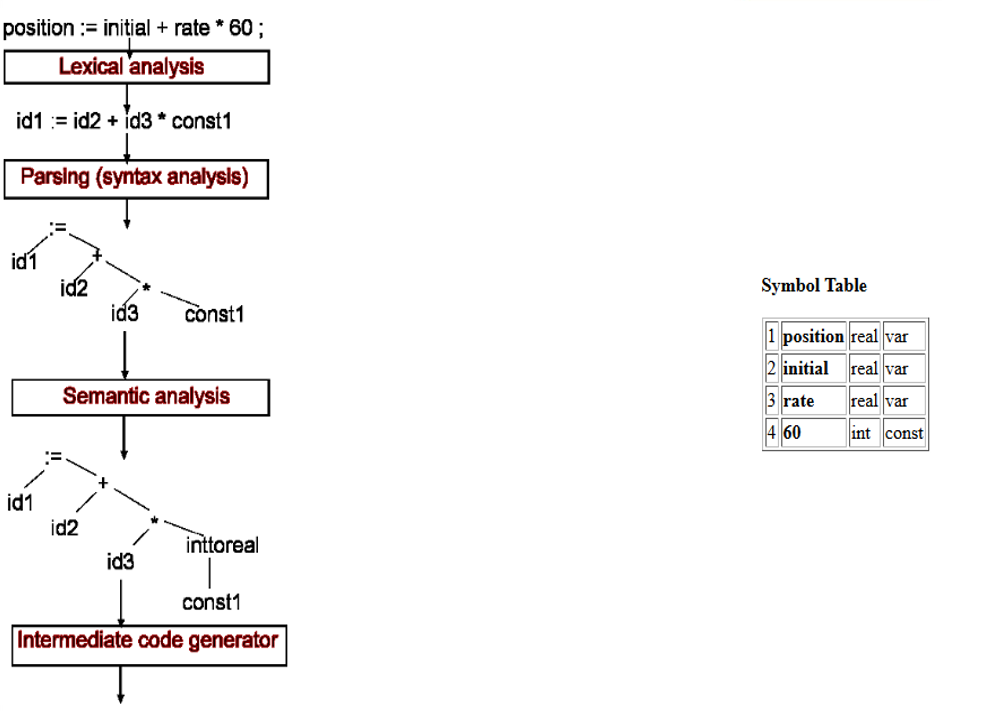 position := initial + rate * 60 ;
Lexical analysis
id1 := id2 + id3 * const1
Parsing (syntax analysis)
:=
id1
+
id2
*
id3
const1
Semantic analysis
:=
id1
+
id2
*
id3
inttoreal
const1
Intermediate code generator
Symbol Table
1 position real var
2 initial real var
3 rate real var
4 60 int const